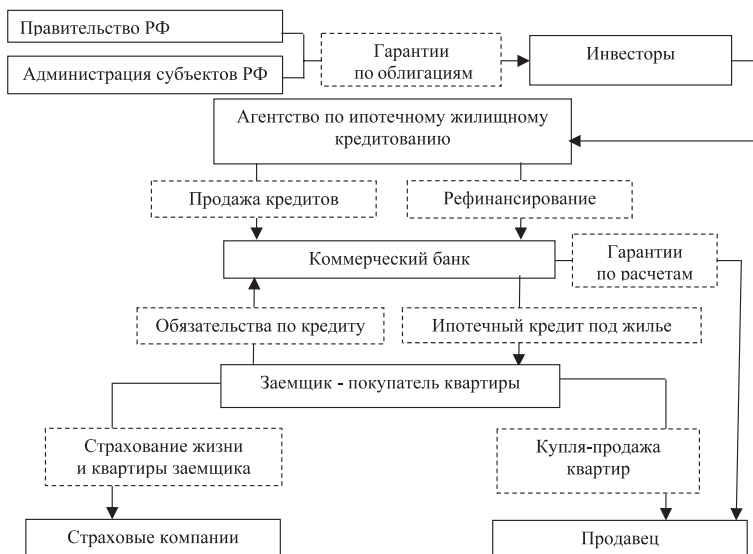 Правительство РФ
Администрация субъектов РФ
Гарантии
по облигациям
Инвесторы
Агентство по ипотечному жилищному
кредитованию
Продажа кредитов
Рефинансирование
Коммерческий банк
Гарантии
по расчетам
Обязательства по кредиту
Ипотечный кредит под жилье
Заемщик - покупатель квартиры
Страхование жизни
и квартиры заемщика
Купля-продажа
квартир
Страховые компании
Продавец